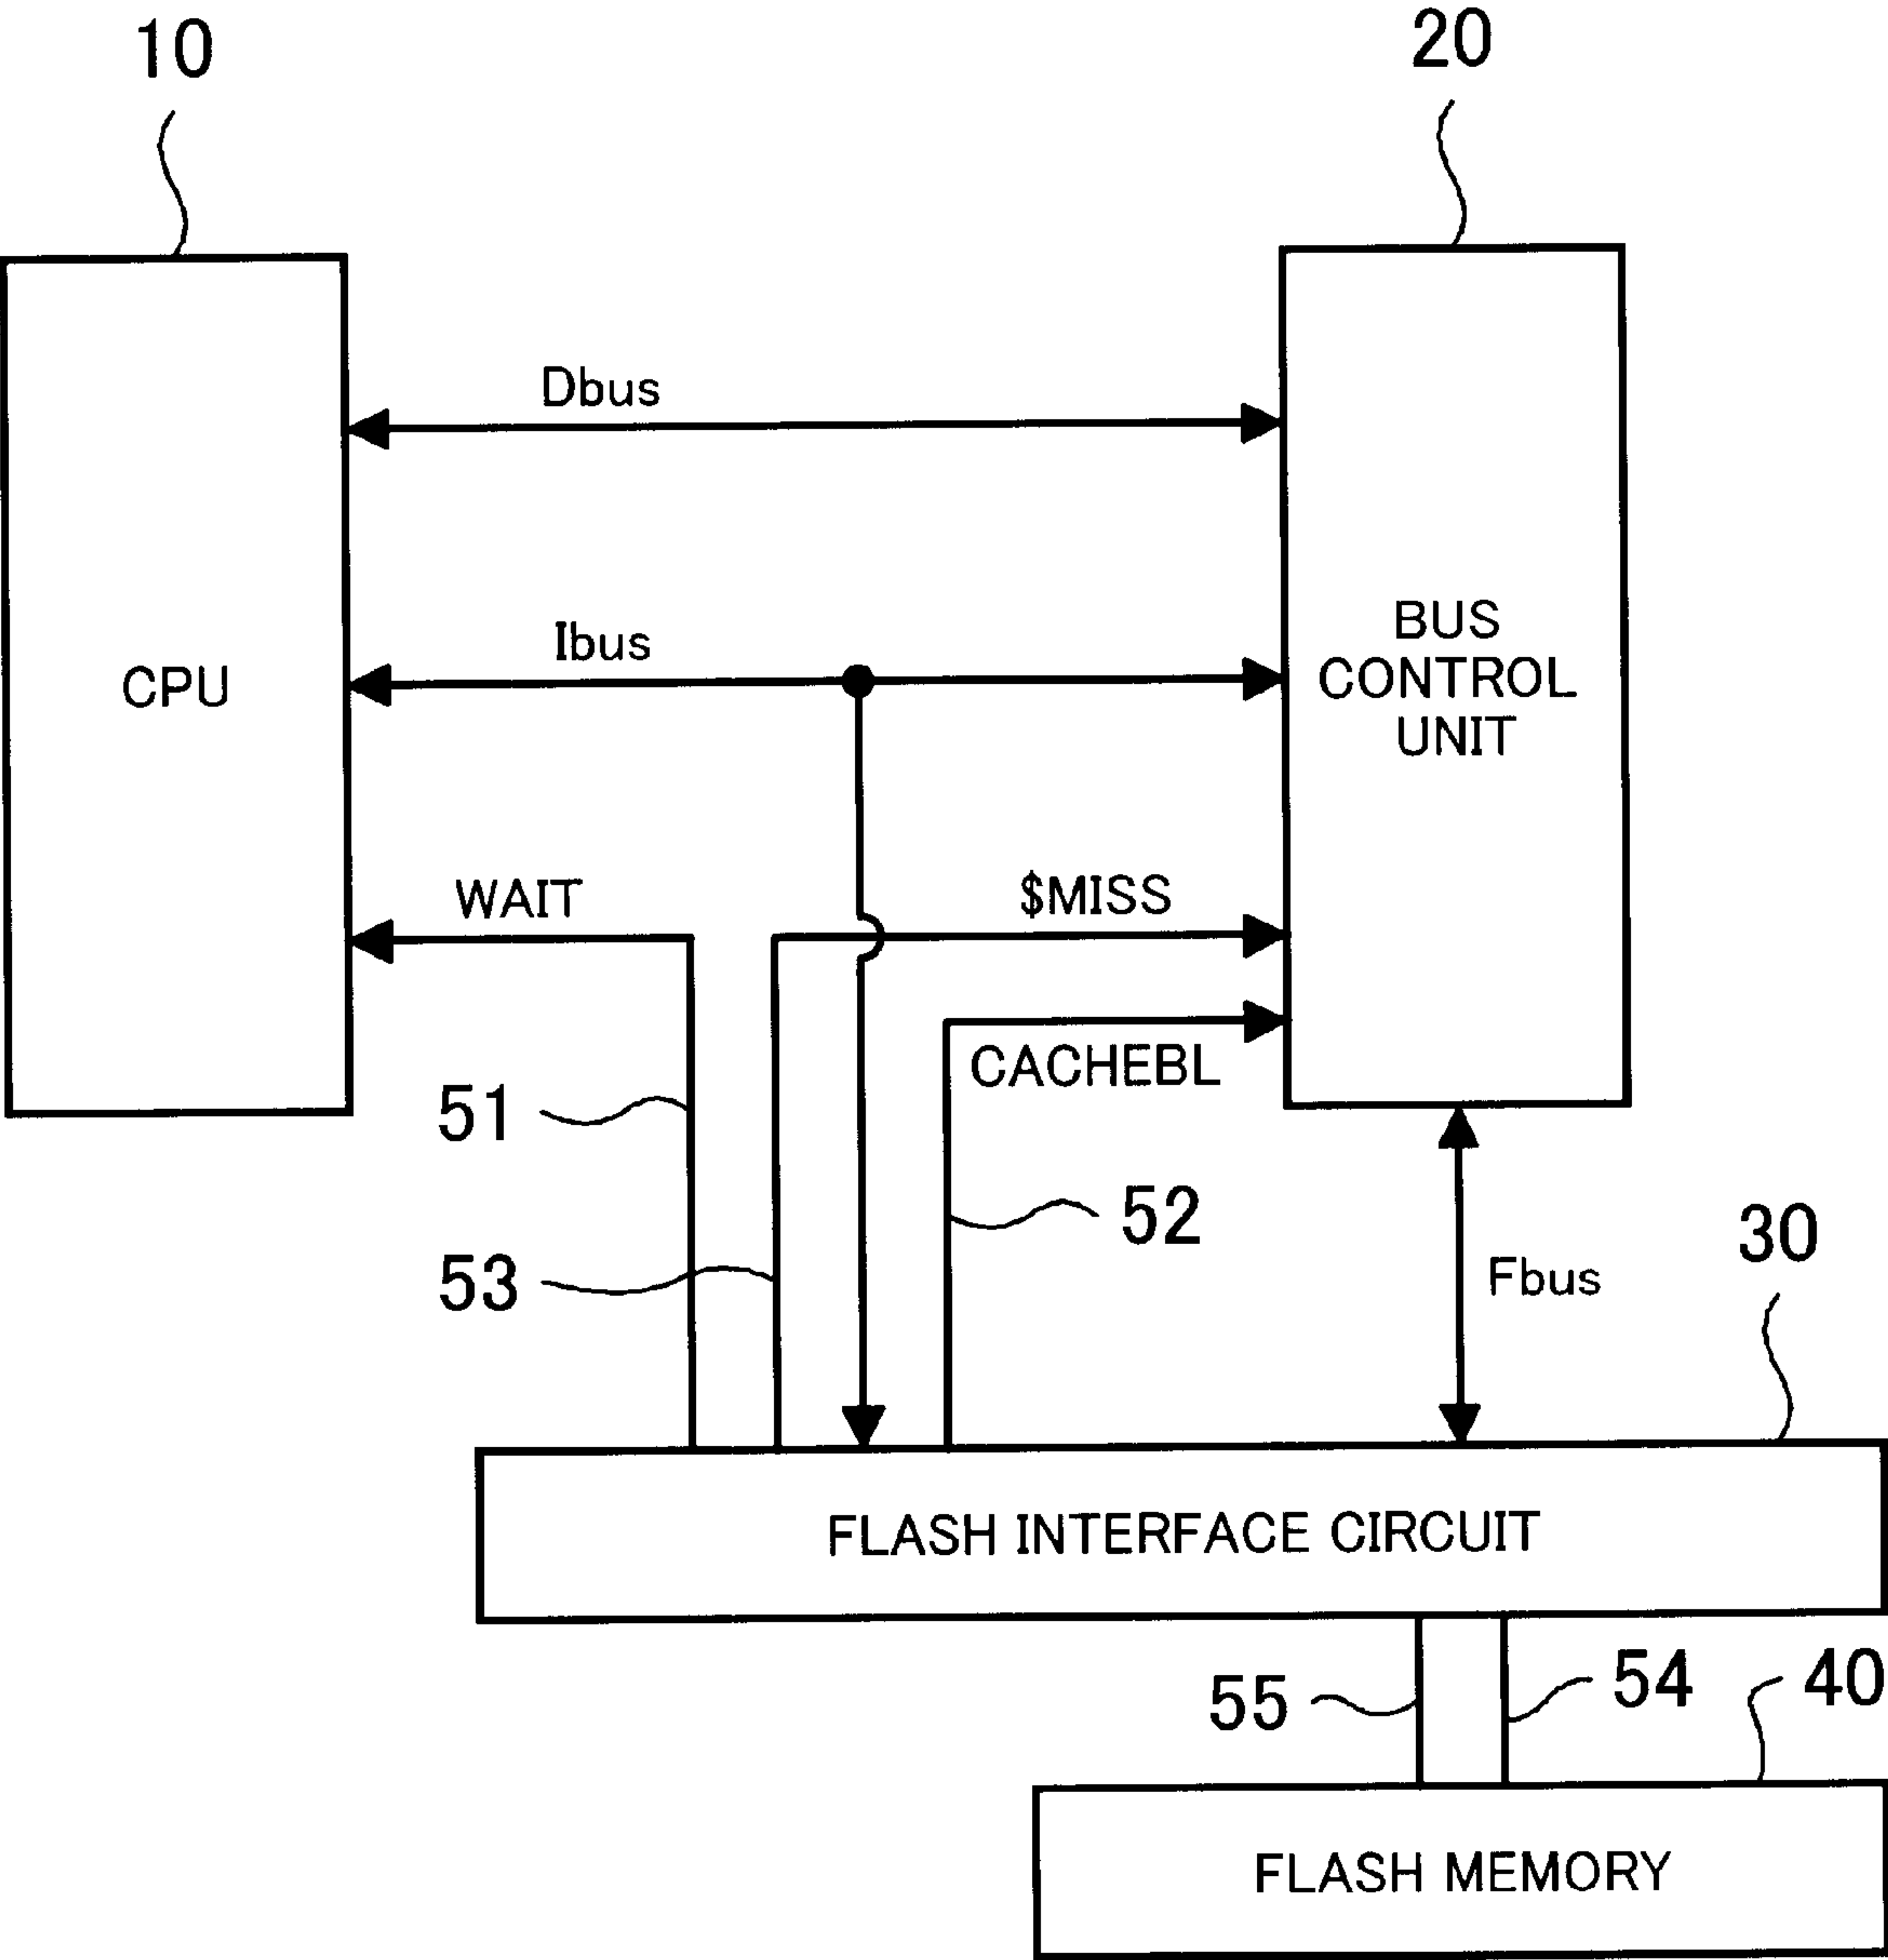 10
20
Dbus
Ibus
CPU
BUS
CONTROL
UNIT
WAIT
$MISS
CACHEBL
51
52
53
Fbus
30
FLASH INTERFACE CIRCUIT
55
54
40
FLASH MEMORY